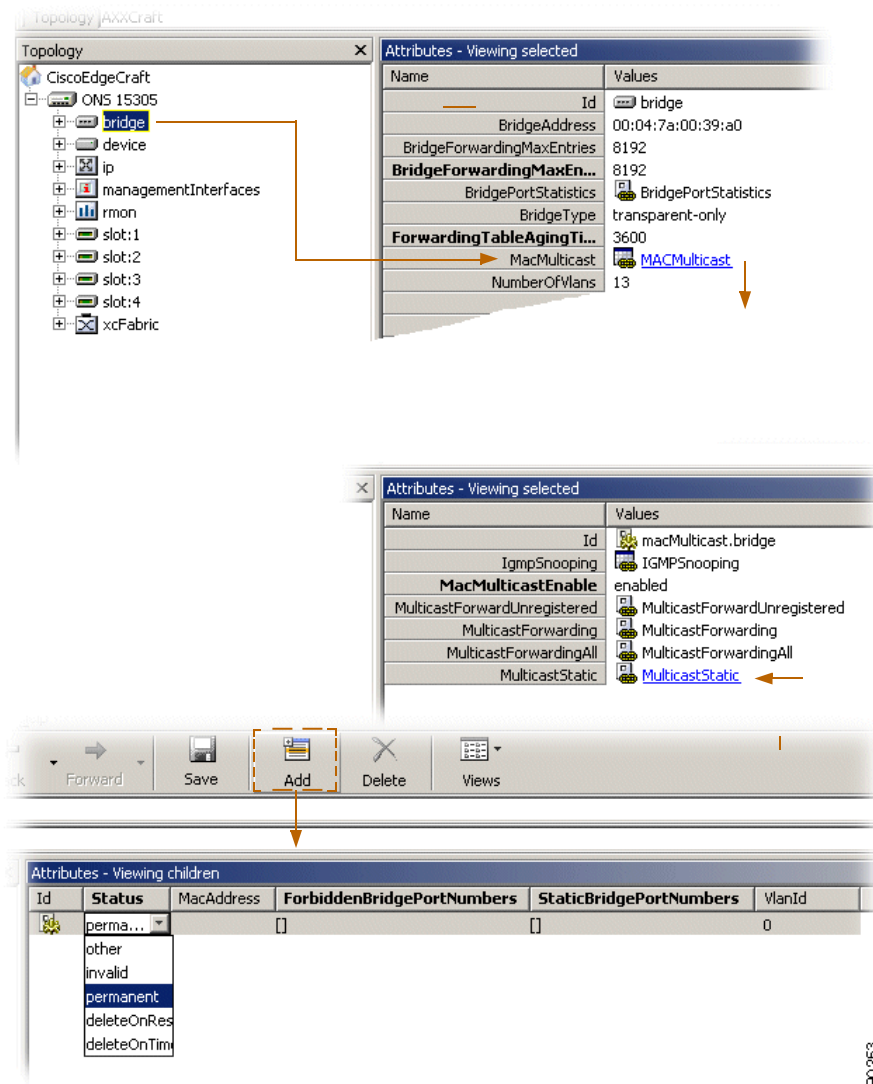 Topology AXXCraft
Topology
CiscoEdgeCraft
ONS 15305
bridge
device
ip
managementInterfaces
rmon
slot:1
slot:2
slot:3
slot:4
xcFabric
Attributes - Viewing selected
Name Values
Id bridge
BridgeAddress 00:04:7a:00:39:a0
BridgeForwardingMaxEntries 8192
BridgeForwardingMaxEn... 8192
BridgePortStatistics BridgePortStatistics
BridgeType transparent-only
ForwardingTableAgingTi... 3600
MacMulticast MACMulticast
NumberOfVlans 13
Attributes - Viewing selected
Name Values
Id macMulticast.bridge
IgmpSnooping IGMPSnooping
MacMulticastEnable enabled
MulticastForwardUnregistered MulticastForwardUnregistered
MulticastForwarding MulticastForwarding
MulticastForwardingAll MulticastForwardingAll
MulticastStatic MulticastStatic
ck Forward Save Add Delete Views
Attributes - Viewing children
Id Status MacAddress ForbiddenBridgePortNumbers StaticBridgePortNumbers VlanId
perma... [] [] 0
other
invalid
permanent
deleteOnRes
deleteOnTim